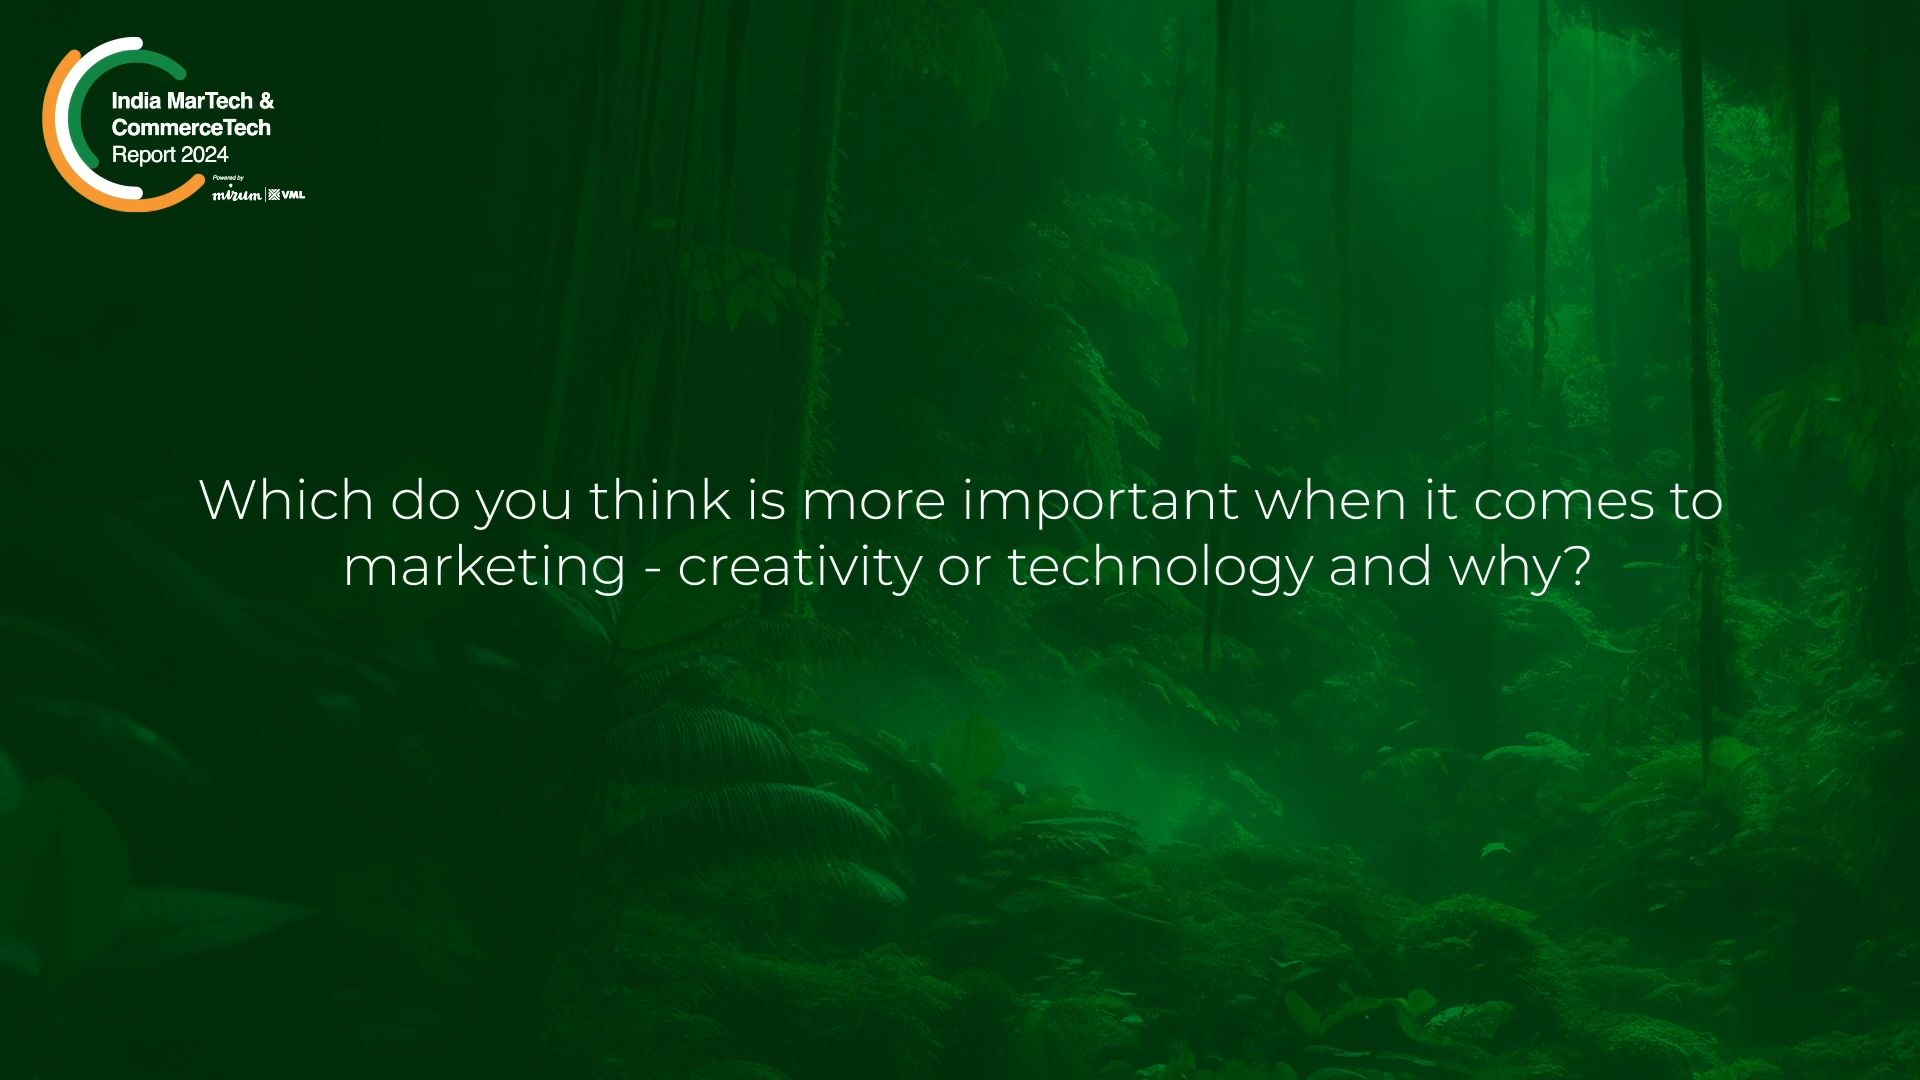 India MarTech &
CommerceTech
Report 2024
Powered by
mirum | VML
Which do you think is more important when it comes to
marketing - creativity or technology and why?